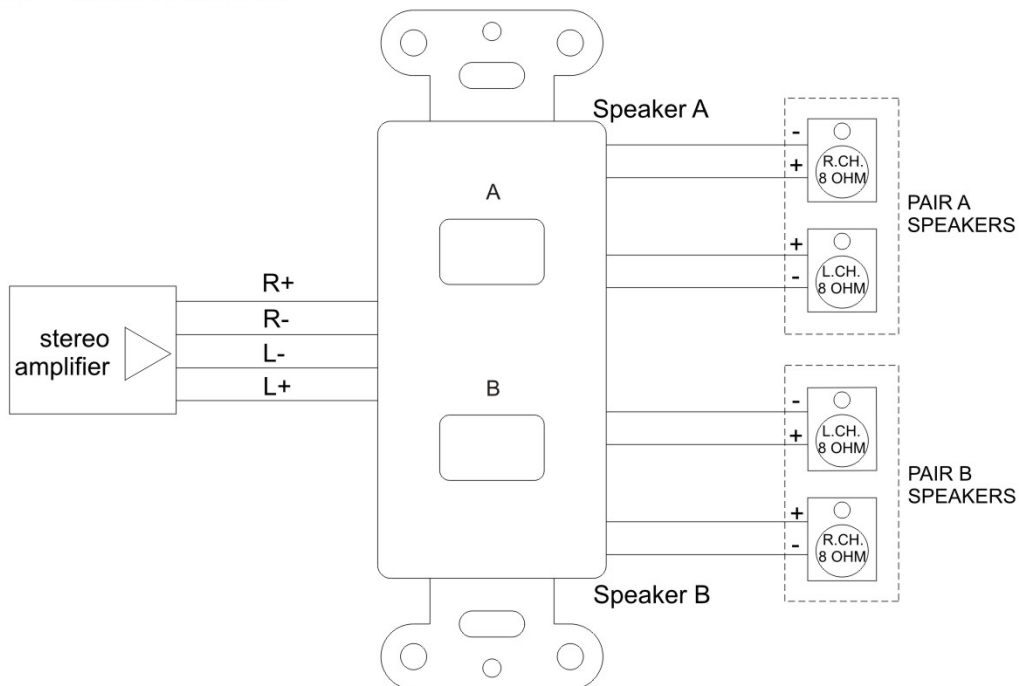 Speaker A
-
+
R.CH.
8 OHM
+
-
L.CH.
8 OHM
PAIR A
SPEAKERS
A
R+
R-
L-
L+
stereo
amplifier
B
-
+
L.CH.
8 OHM
+
-
R.CH.
8 OHM
PAIR B
SPEAKERS
Speaker B